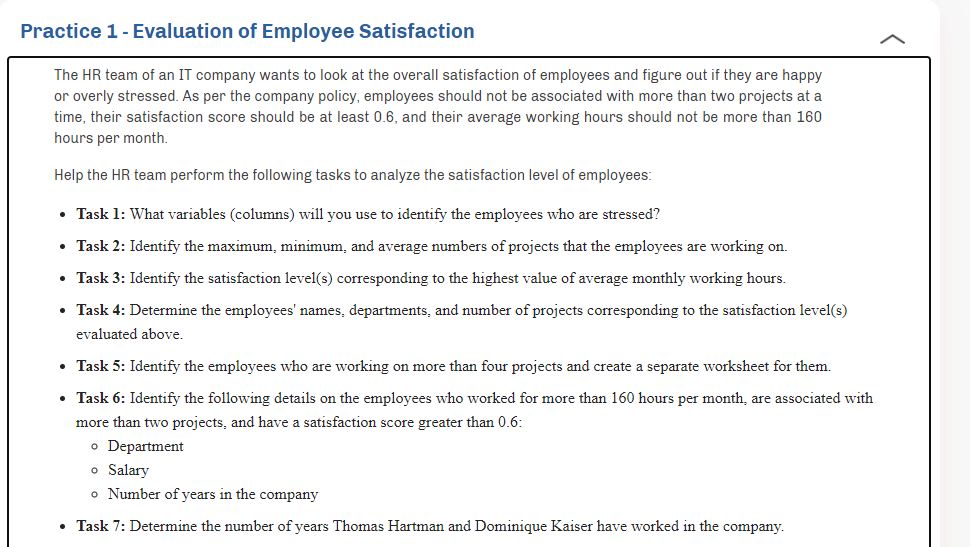 Practice 1 - Evaluation of Employee Satisfaction
The HR team of an IT company wants to look at the overall satisfaction of employees and figure out if they are happy
or overly stressed. As per the company policy, employees should not be associated with more than two projects at a
time, their satisfaction score should be at least 0.6, and their average working hours should not be more than 160
hours per month.
Help the HR team perform the following tasks to analyze the satisfaction level of employees:
• Task 1: What variables (columns) will you use to identify the employees who are stressed?
• Task 2: Identify the maximum, minimum, and average numbers of projects that the employees are working on.
• Task 3: Identify the satisfaction level(s) corresponding to the highest value of average monthly working hours.
• Task 4: Determine the employees' names, departments, and number of projects corresponding to the satisfaction level(s)
evaluated above.
• Task 5: Identify the employees who are working on more than four projects and create a separate worksheet for them.
• Task 6: Identify the following details on the employees who worked for more than 160 hours per month, are associated with
more than two projects, and have a satisfaction score greater than 0.6:
◦ Department
◦ Salary
◦ Number of years in the company
• Task 7: Determine the number of years Thomas Hartman and Dominique Kaiser have worked in the company.